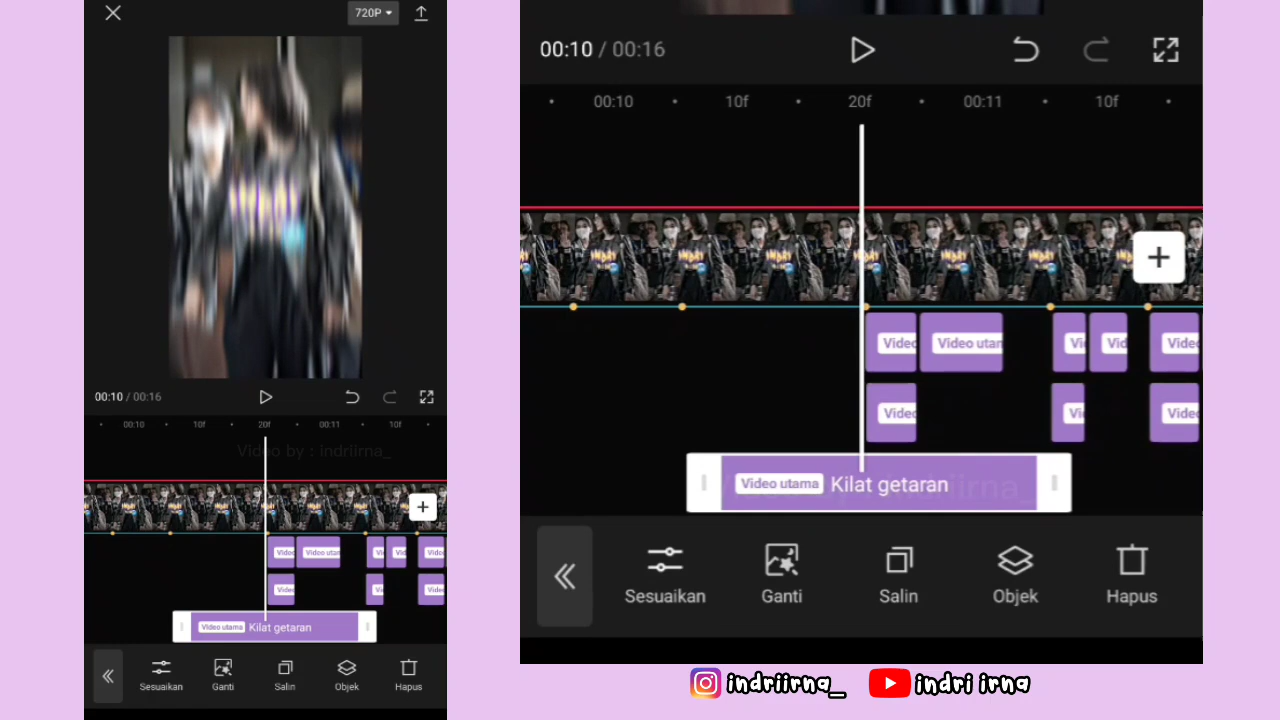 720P
00:10 / 00:16
00:10 10f 20f 00:11 10f
Video by : indriirna_
Video Video utan Vi Vid Video
Video Vi Video
Video utama Kilat getaran
Sesuaikan Ganti Salin Objek Hapus
00:10 / 00:16
00:10 10f 20f 00:11 10f
Video Video utan Vi Vid Video
Video Vi Video
Video utama Kilat getaran
Sesuaikan Ganti Salin Objek Hapus
indriirna_ indri irna